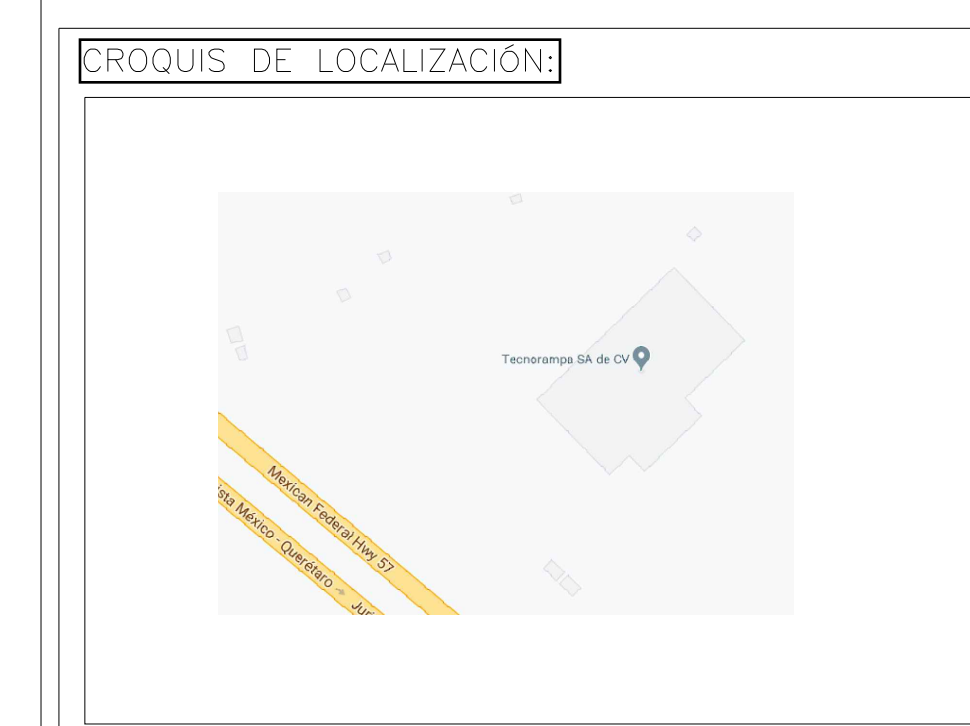 CROQUIS DE LOCALIZACIÓN:
Tecnorampa SA de CV
Mexican Federal Hwy 57
ista México - Querétaro